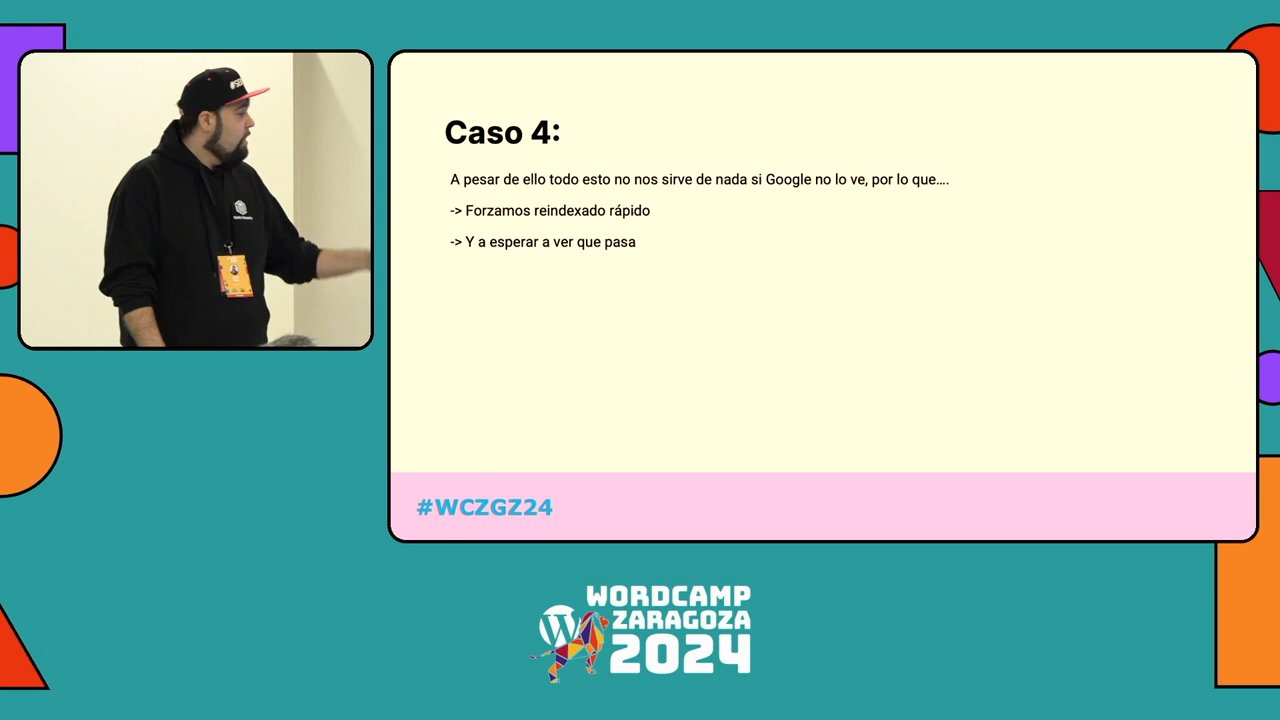 Caso 4:
A pesar de ello todo esto no nos sirve de nada si Google no lo ve, por lo que....
-> Forzamos reindexado rápido
-> Y a esperar a ver que pasa
#WCZGZ24
WORDCAMP
ZARAGOZA
2024